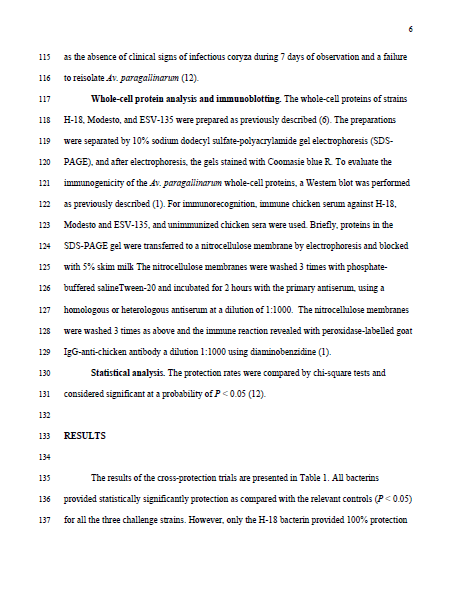 6
115 as the absence of clinical signs of infectious coryza during 7 days of observation and a failure
116 to reisolate Av. paragallinarum (12).
117 Whole-cell protein analysis and immunoblotting. The whole-cell proteins of strains
118 H-18, Modesto, and ESV-135 were prepared as previously described (6). The preparations
119 were separated by 10% sodium dodecyl sulfate-polyacrylamide gel electrophoresis (SDS-
120 PAGE), and after electrophoresis, the gels stained with Coomasie blue R. To evaluate the
121 immunogenicity of the Av. paragallinarum whole-cell proteins, a Western blot was performed
122 as previously described (1). For immunorecognition, immune chicken serum against H-18,
123 Modesto and ESV-135, and unimmunized chicken sera were used. Briefly, proteins in the
124 SDS-PAGE gel were transferred to a nitrocellulose membrane by electrophoresis and blocked
125 with 5% skim milk The nitrocellulose membranes were washed 3 times with phosphate-
126 buffered salineTween-20 and incubated for 2 hours with the primary antiserum, using a
127 homologous or heterologous antiserum at a dilution of 1:1000. The nitrocellulose membranes
128 were washed 3 times as above and the immune reaction revealed with peroxidase-labelled goat
129 IgG-anti-chicken antibody a dilution 1:1000 using diaminobenzidine (1).
130 Statistical analysis. The protection rates were compared by chi-square tests and
131 considered significant at a probability of P < 0.05 (12).
132
133 RESULTS
134
135 The results of the cross-protection trials are presented in Table 1. All bacterins
136 provided statistically significantly protection as compared with the relevant controls (P < 0.05)
137 for all the three challenge strains. However, only the H-18 bacterin provided 100% protection